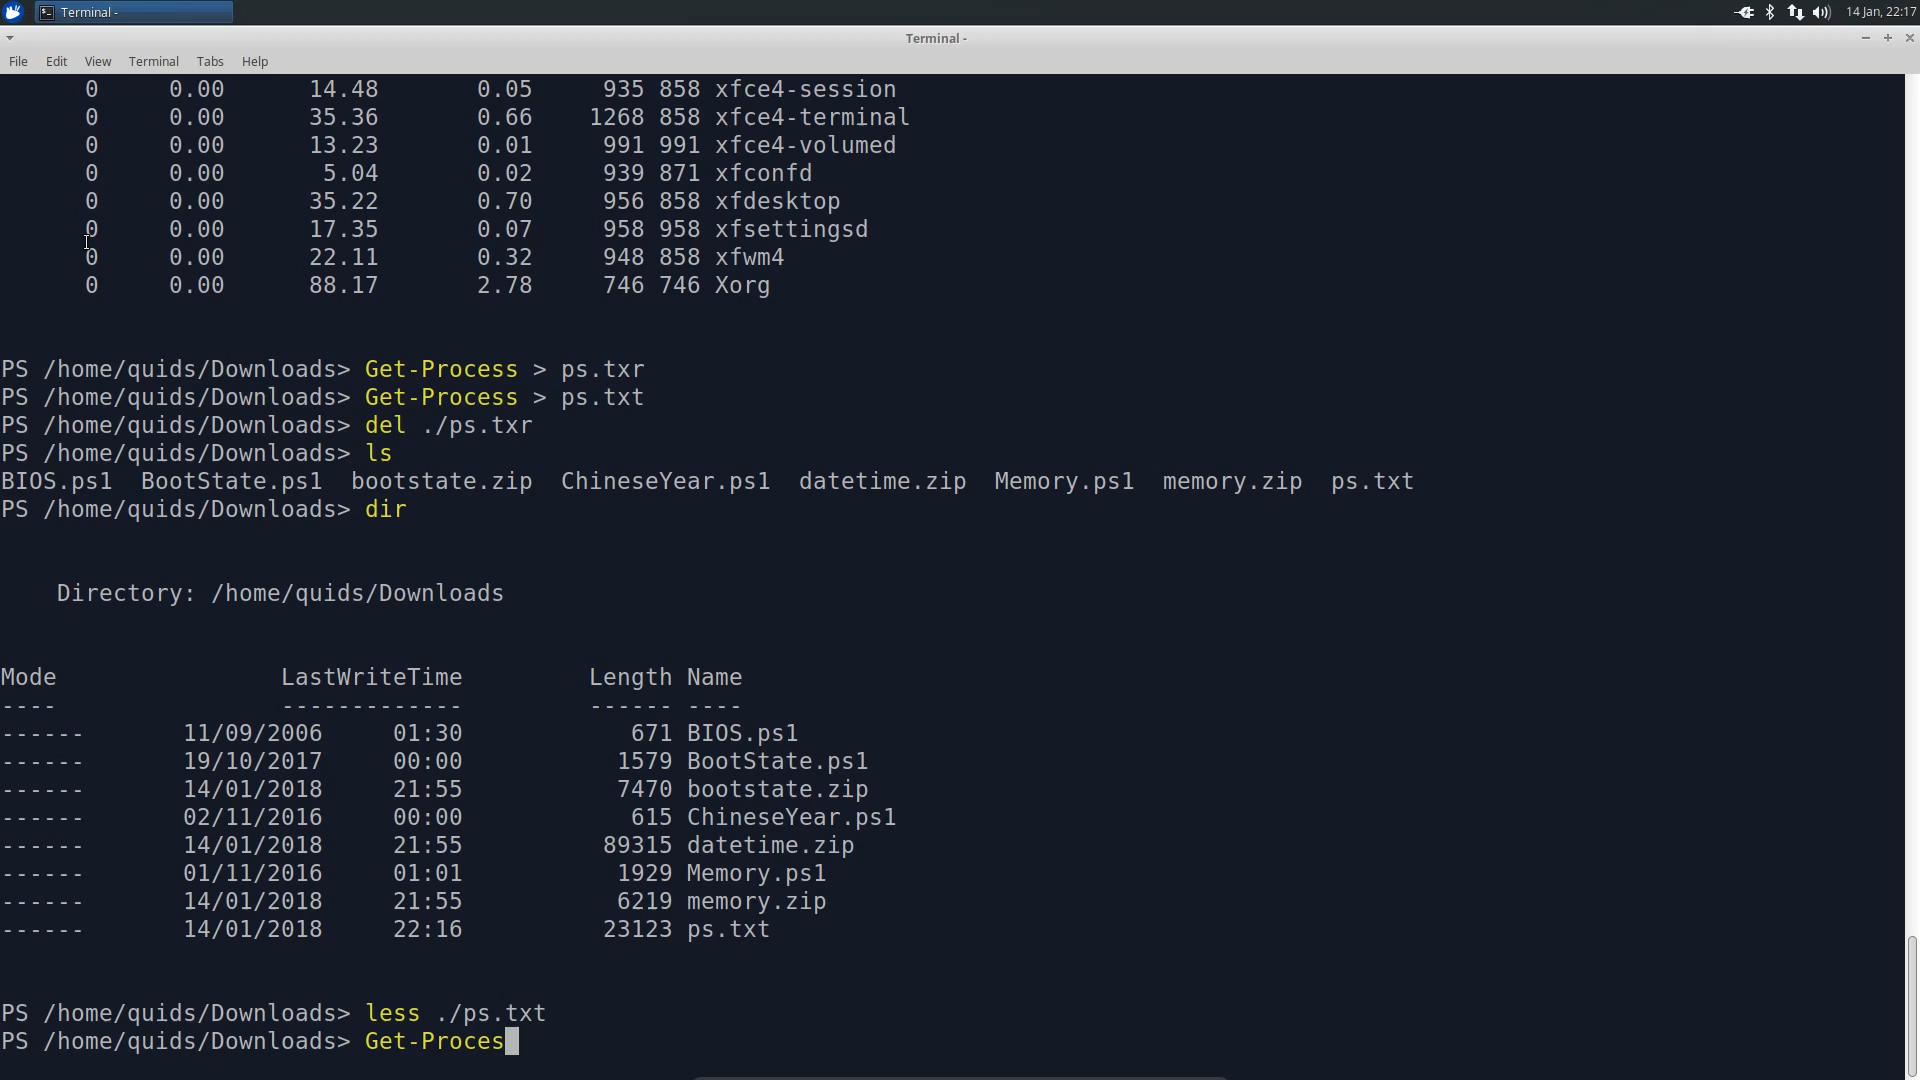 Terminal -
14 Jan, 22:17
Terminal -
File Edit View Terminal Tabs Help
0 0.00 14.48 0.05 935 858 xfce4-session
0 0.00 35.36 0.66 1268 858 xfce4-terminal
0 0.00 13.23 0.01 991 991 xfce4-volumed
0 0.00 5.04 0.02 939 871 xfconfd
0 0.00 35.22 0.70 956 858 xfdesktop
0 0.00 17.35 0.07 958 958 xfsettingsd
0 0.00 22.11 0.32 948 858 xfwm4
0 0.00 88.17 2.78 746 746 Xorg
PS /home/quids/Downloads> Get-Process > ps.txr
PS /home/quids/Downloads> Get-Process > ps.txt
PS /home/quids/Downloads> del ./ps.txr
PS /home/quids/Downloads> ls
BIOS.ps1 BootState.ps1 bootstate.zip ChineseYear.ps1 datetime.zip Memory.ps1 memory.zip ps.txt
PS /home/quids/Downloads> dir
Directory: /home/quids/Downloads
Mode LastWriteTime Length Name
---- ------------- ------ ----
------ 11/09/2006 01:30 671 BIOS.ps1
------ 19/10/2017 00:00 1579 BootState.ps1
------ 14/01/2018 21:55 7470 bootstate.zip
------ 02/11/2016 00:00 615 ChineseYear.ps1
------ 14/01/2018 21:55 89315 datetime.zip
------ 01/11/2016 01:01 1929 Memory.ps1
------ 14/01/2018 21:55 6219 memory.zip
------ 14/01/2018 22:16 23123 ps.txt
PS /home/quids/Downloads> less ./ps.txt
PS /home/quids/Downloads> Get-Proces